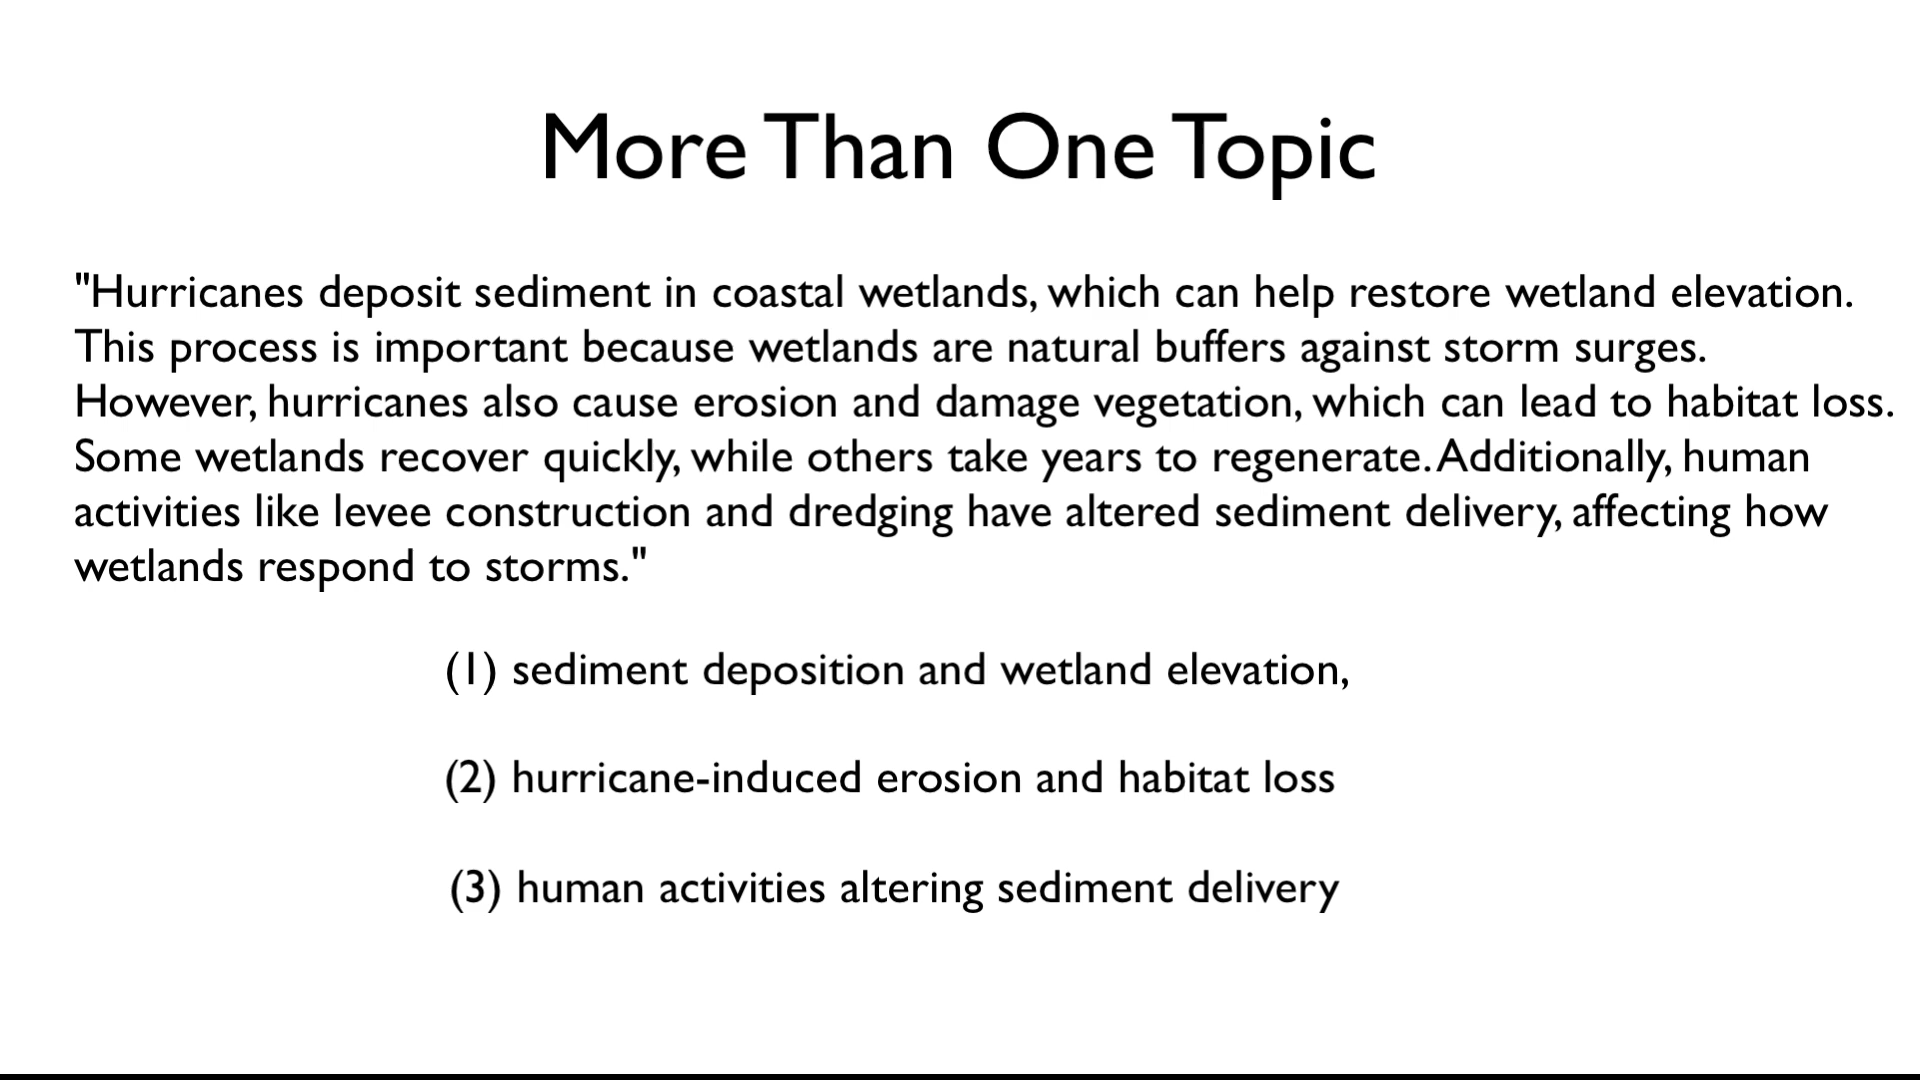 More Than One Topic
"Hurricanes deposit sediment in coastal wetlands, which can help restore wetland elevation.
This process is important because wetlands are natural buffers against storm surges.
However, hurricanes also cause erosion and damage vegetation, which can lead to habitat loss.
Some wetlands recover quickly, while others take years to regenerate. Additionally, human
activities like levee construction and dredging have altered sediment delivery, affecting how
wetlands respond to storms."
(1) sediment deposition and wetland elevation,
(2) hurricane-induced erosion and habitat loss
(3) human activities altering sediment delivery